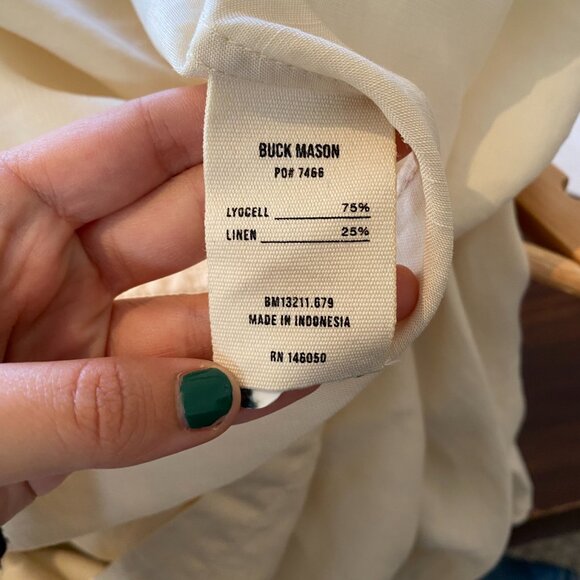 BUCK MASON
PO# 7466
LYOCELL 75%
LINEN 25%
BM13211.679
MADE IN INDONESIA
RN 146050